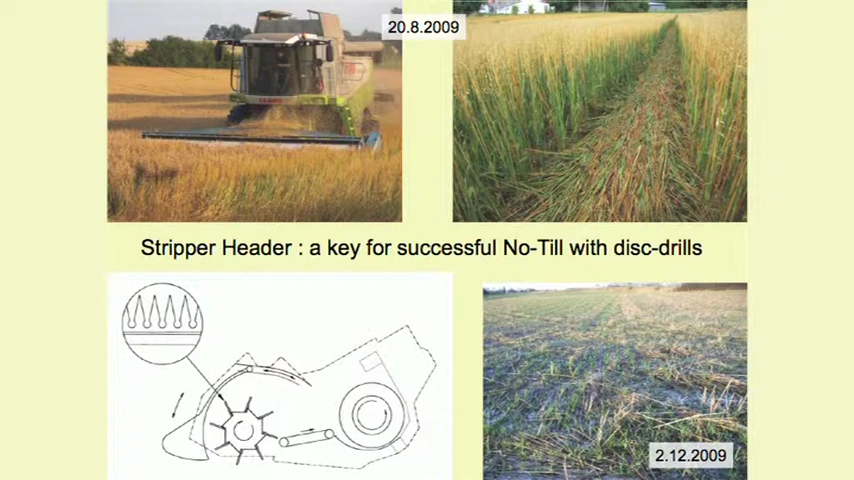 20.8.2009
Stripper Header : a key for successful No-Till with disc-drills
2.12.2009